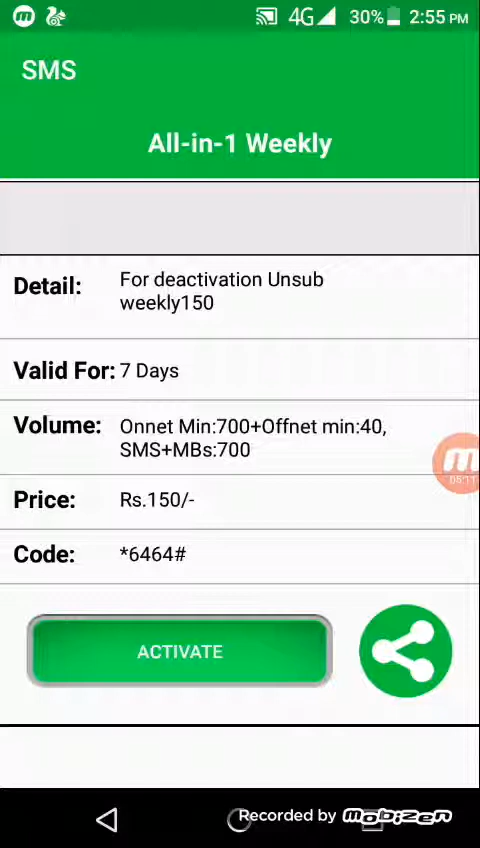 4G 30% 2:55 PM
SMS
All-in-1 Weekly
Detail: For deactivation Unsub
weekly150
Valid For: 7 Days
Volume: Onnet Min:700+Offnet min:40,
SMS+MBs:700
05:11
Price: Rs.150/-
Code: *6464#
ACTIVATE
Recorded by mobizen